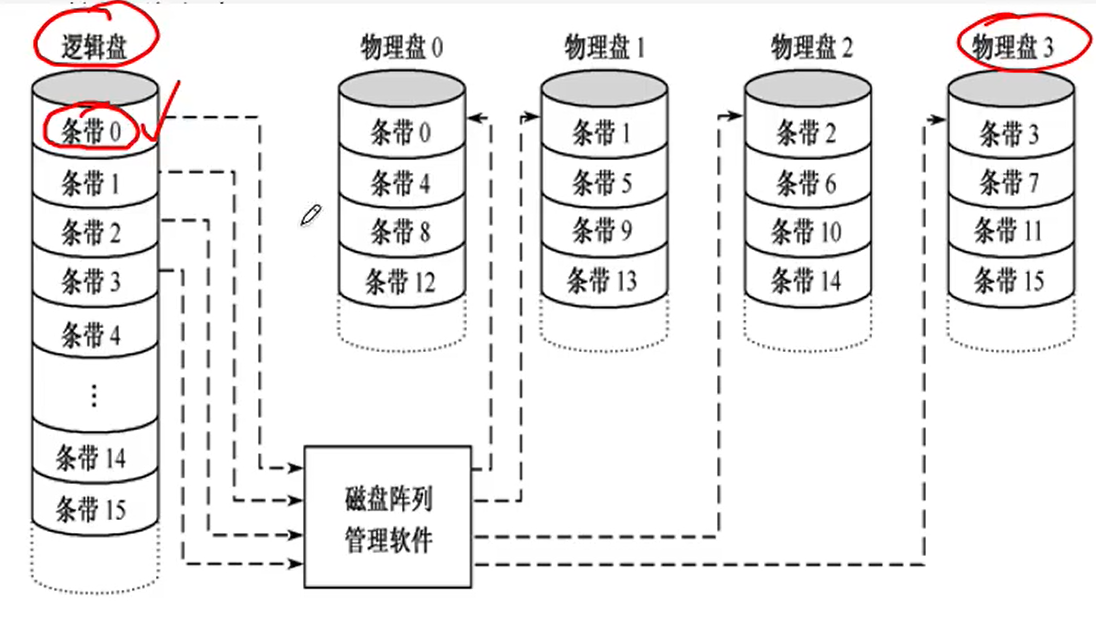 逻辑盘
条带 0
条带 1
条带 2
条带 3
条带 4
⋮
条带 14
条带 15
物理盘 0
条带 0
条带 4
条带 8
条带 12
物理盘 1
条带 1
条带 5
条带 9
条带 13
物理盘 2
条带 2
条带 6
条带 10
条带 14
物理盘 3
条带 3
条带 7
条带 11
条带 15
磁盘阵列
管理软件